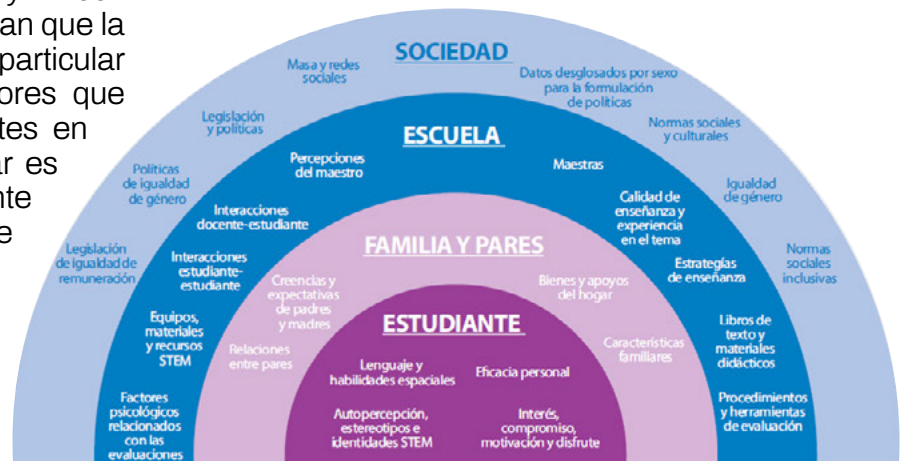 an que la
particular
ores que
tes en
ar es
nte
e
SOCIEDAD
Masa y redes
sociales
Datos desglosados por sexo
para la formulación
de políticas
Legislación
y políticas
Normas sociales
y culturales
Políticas
de igualdad
de género
Igualdad
de género
Legislación
de igualdad de
remuneración
Normas
sociales
inclusivas
ESCUELA
Percepciones
del maestro
Maestras
Interacciones
docente-estudiante
Calidad de
enseñanza y
experiencia
en el tema
Interacciones
estudiante-
estudiante
Estrategias
de enseñanza
Equipos,
materiales
y recursos
STEM
Libros de
texto y
materiales
didácticos
Factores
psicológicos
relacionados
con las
evaluaciones
Procedimientos
y herramientas
de evaluación
FAMILIA Y PARES
Creencias y
expectativas
de padres
y madres
Bienes y apoyos
del hogar
Relaciones
entre pares
Características
familiares
ESTUDIANTE
Lenguaje y
habilidades espaciales
Eficacia personal
Autopercepción,
estereotipos e
identidades STEM
Interés,
compromiso,
motivación y disfrute